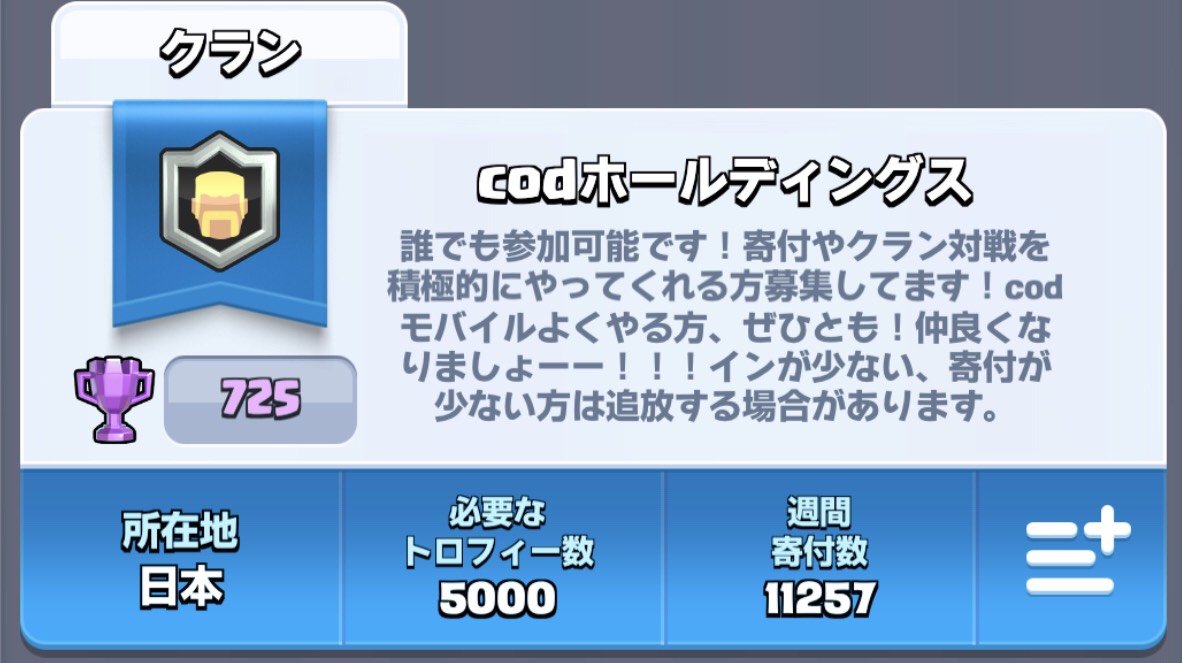 クラン
codホールディングス
誰でも参加可能です！寄付やクラン対戦を
積極的にやってくれる方募集してます！cod
モバイルよくやる方、ぜひとも！仲良くな
りましょーー！！！インが少ない、寄付が
少ない方は追放する場合があります。
725
所在地
日本
必要な
トロフィー数
5000
週間
寄付数
11257